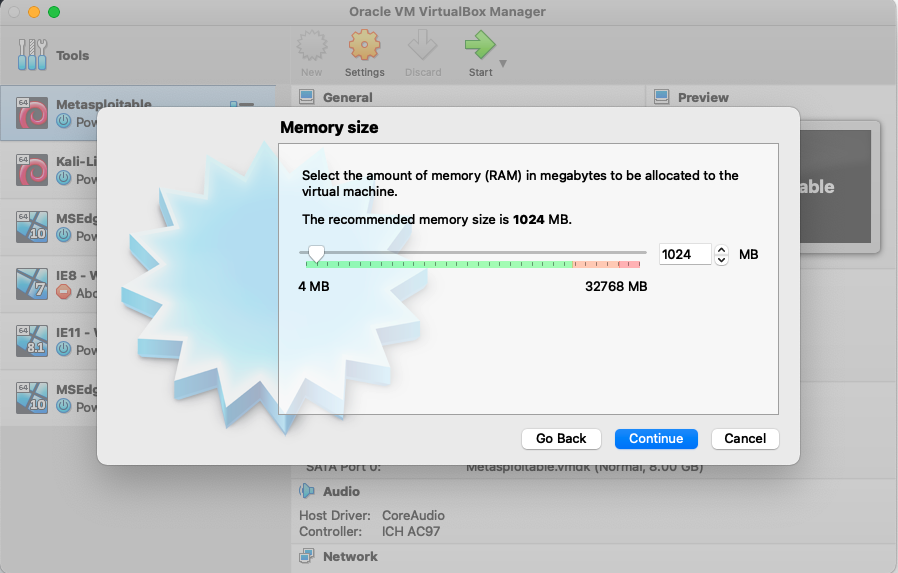 Oracle VM VirtualBox Manager
Tools
New
Settings
Discard
Start
64
Metasploitable
Pow
64
Kali-Li
Pow
64
10
MSEdg
Pow
64
7
IE8 - W
Abo
64
8.1
IE11 - W
Pow
64
10
MSEdg
Pow
General
Preview
able
Memory size
Select the amount of memory (RAM) in megabytes to be allocated to the
virtual machine.
The recommended memory size is 1024 MB.
1024 MB
4 MB 32768 MB
Go Back Continue Cancel
SATA Port 0: Metasploitable.vmdk (Normal, 8.00 GB)
Audio
Host Driver: CoreAudio
Controller: ICH AC97
Network